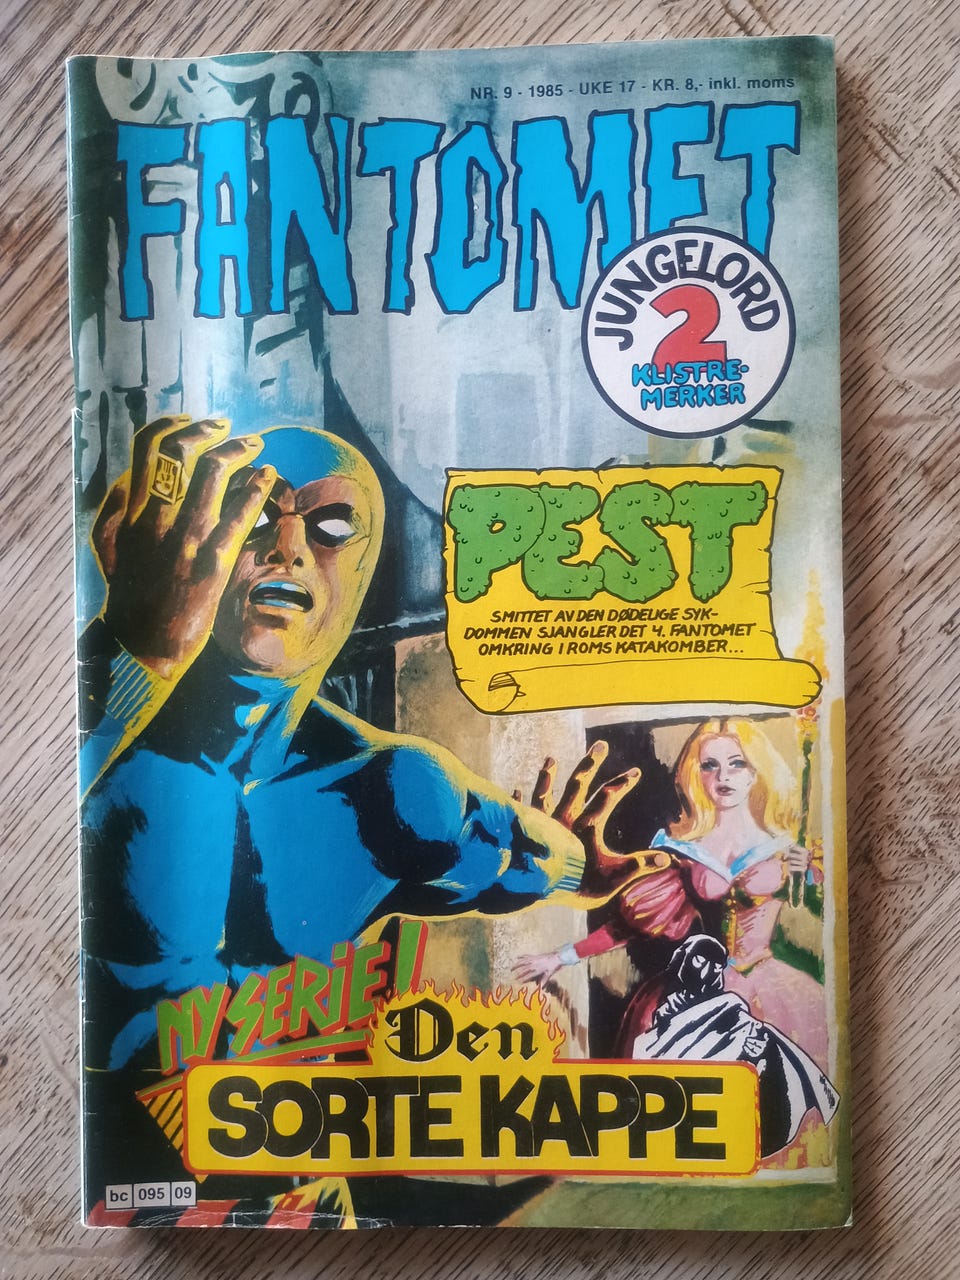 NR. 9 - 1985 - UKE 17 - KR. 8,- inkl. moms
FANTOMET
JUNGELORD
2
KLISTRE-
MERKER
PEST
SMITTET AV DEN DØDELIGE SYK-
DOMMEN SJANGLER DET 4. FANTOMET
OMKRING I ROMS KATAKOMBER...
NY SERIE!
Den
SORTE KAPPE
bc 095 09